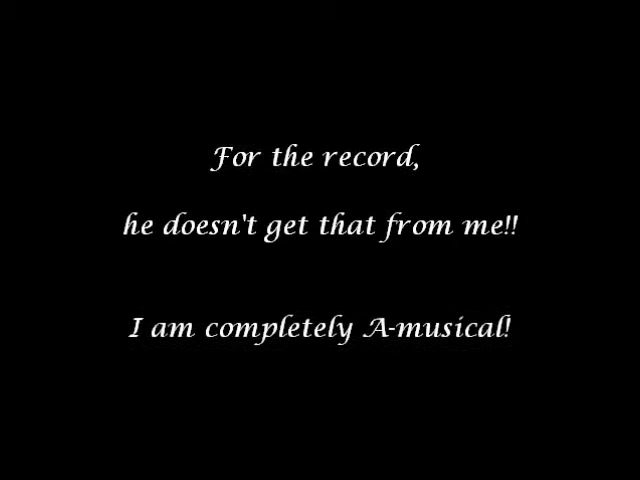 For the record,
he doesn't get that from me!!
I am completely A-musical!